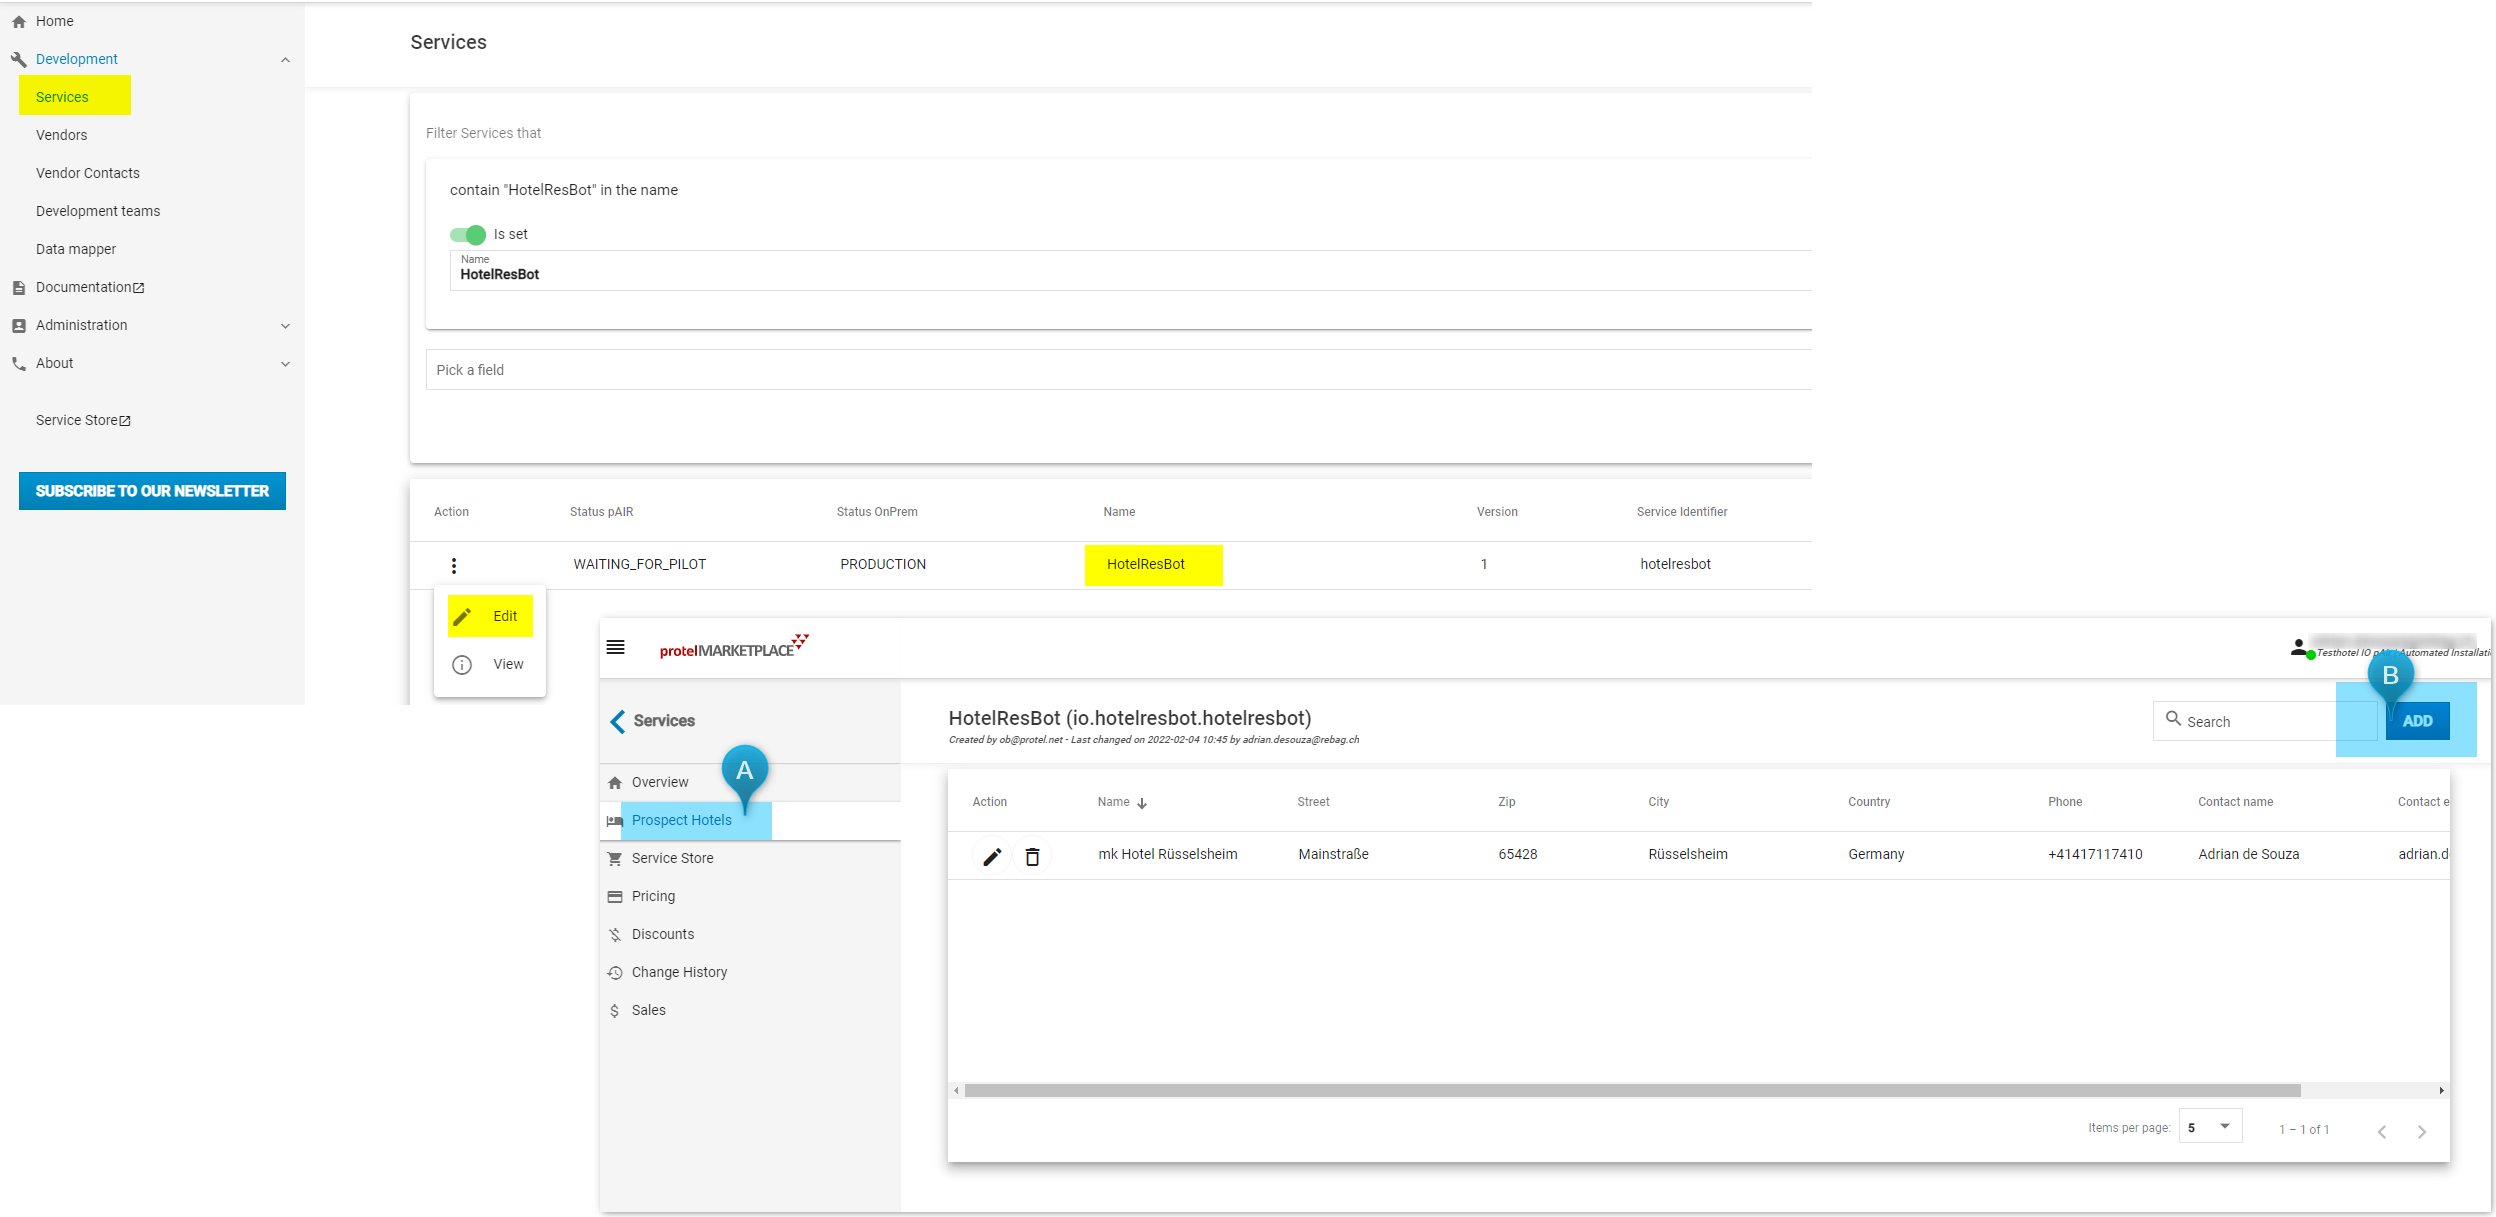 Home
Development
Services
Vendors
Vendor Contacts
Development teams
Data mapper
Documentation
Administration
About
Service Store
SUBSCRIBE TO OUR NEWSLETTER
Services
Filter Services that
contain "HotelResBot" in the name
Is set
Name
HotelResBot
Pick a field
Action Status pAIR Status OnPrem Name Version Service Identifier
WAITING_FOR_PILOT PRODUCTION HotelResBot 1 hotelresbot
Edit
View
protelMARKETPLACE
Testhotel IO Automated
Services
A
Overview
Prospect Hotels
Service Store
Pricing
Discounts
Change History
Sales
HotelResBot (io.hotelresbot.hotelresbot)
Created by ob@protel.net - Last changed on 2022-02-04 10:45 by adrian.desouza@rebag.ch
Search
B
ADD
Action Name Street Zip City Country Phone Contact name Contact e
mk Hotel Rüsselsheim Mainstraße 65428 Rüsselsheim Germany +41417117410 Adrian de Souza adrian.d
Items per page: 5 1 – 1 of 1